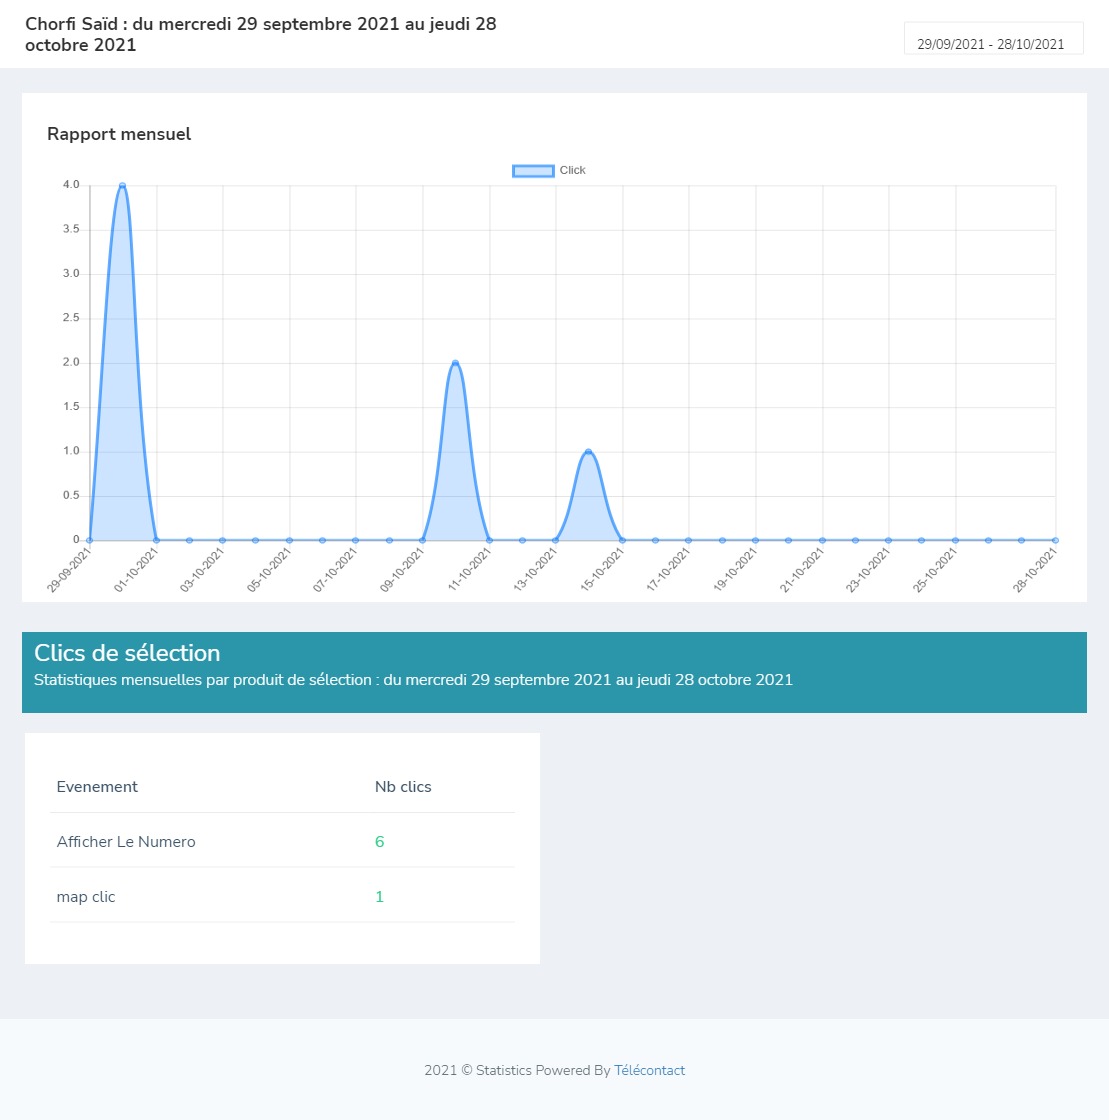 Chorfi Saïd : du mercredi 29 septembre 2021 au jeudi 28
octobre 2021
29/09/2021 - 28/10/2021
Rapport mensuel
Click
4.0
3.5
3.0
2.5
2.0
1.5
1.0
0.5
0
29-09-2021
01-10-2021
03-10-2021
05-10-2021
07-10-2021
09-10-2021
11-10-2021
13-10-2021
15-10-2021
17-10-2021
19-10-2021
21-10-2021
23-10-2021
25-10-2021
28-10-2021
Clics de sélection
Statistiques mensuelles par produit de sélection : du mercredi 29 septembre 2021 au jeudi 28 octobre 2021
Evenement Nb clics
Afficher Le Numero 6
map clic 1
2021 © Statistics Powered By Télécontact